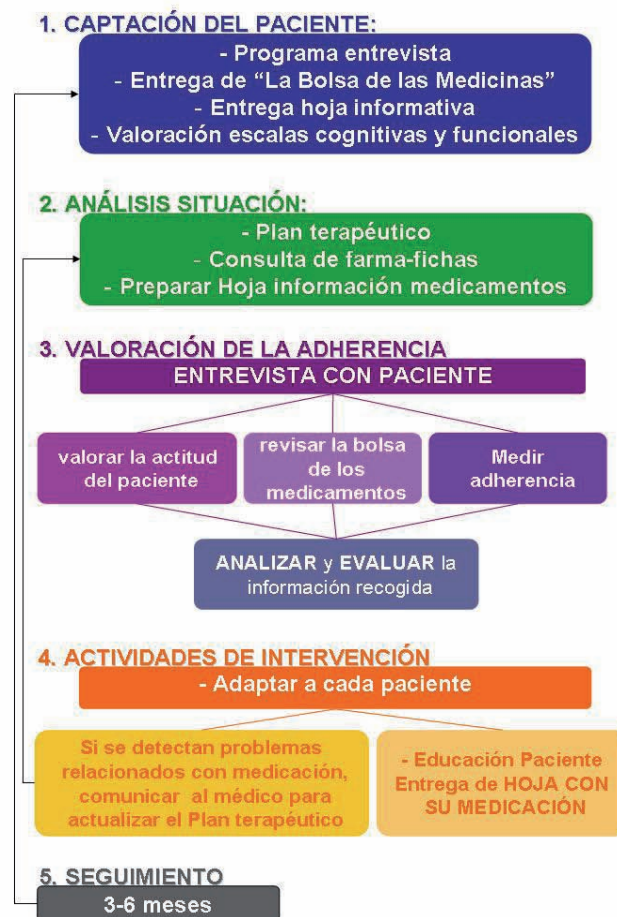 1. CAPTACIÓN DEL PACIENTE:
- Programa entrevista
- Entrega de “La Bolsa de las Medicinas”
- Entrega hoja informativa
- Valoración escalas cognitivas y funcionales
2. ANÁLISIS SITUACIÓN:
- Plan terapéutico
- Consulta de farma-fichas
- Preparar Hoja información medicamentos
3. VALORACIÓN DE LA ADHERENCIA
ENTREVISTA CON PACIENTE
valorar la actitud
del paciente
revisar la bolsa
de los
medicamentos
Medir
adherencia
ANALIZAR y EVALUAR la
información recogida
4. ACTIVIDADES DE INTERVENCIÓN
- Adaptar a cada paciente
Si se detectan problemas
relacionados con medicación,
comunicar al médico para
actualizar el Plan terapéutico
- Educación Paciente
Entrega de HOJA CON
SU MEDICACIÓN
5. SEGUIMIENTO
3-6 meses